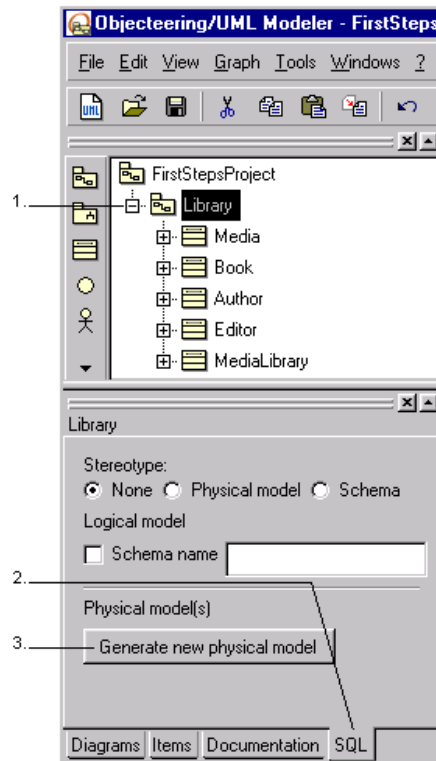 Objecteering/UML Modeler - FirstSteps
File Edit View Graph Tools Windows ?
UML
FirstStepsProject
1. Library
Media
Book
Author
Editor
MediaLibrary
Library
Stereotype:
None Physical model Schema
Logical model
Schema name
2.
Physical model(s)
3. Generate new physical model
Diagrams Items Documentation SQL